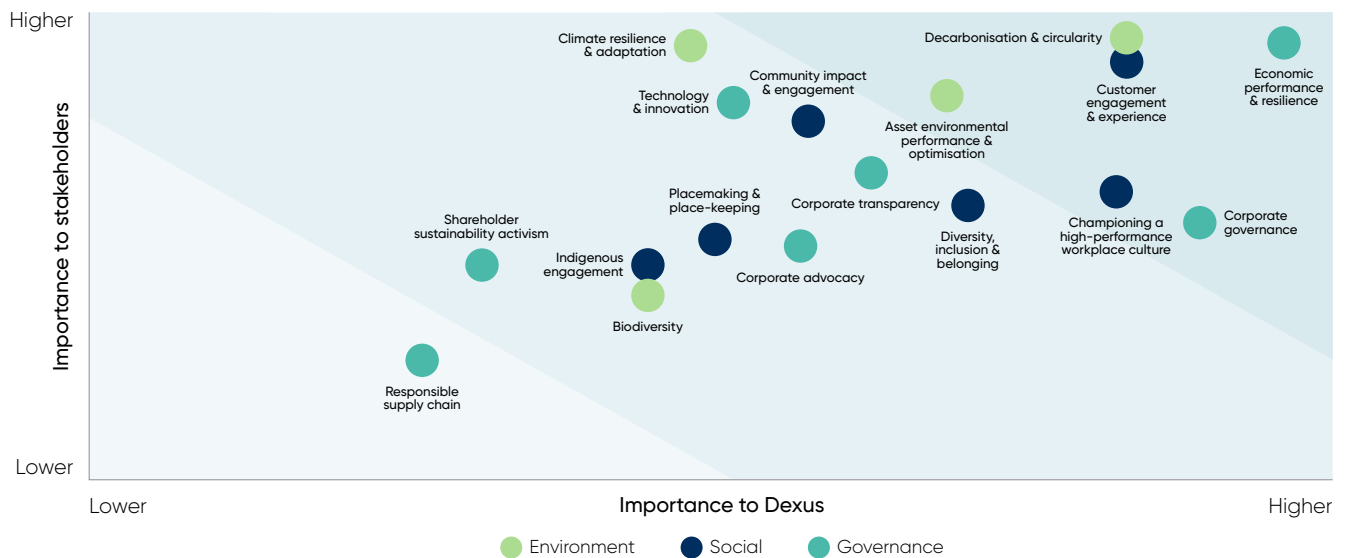 Higher
Importance to stakeholders
Lower
Climate resilience
& adaptation
Technology
& innovation
Community impact
& engagement
Decarbonisation & circularity
Customer
engagement
& experience
Economic
performance
& resilience
Asset environmental
performance &
optimisation
Corporate transparency
Placemaking &
place-keeping
Diversity,
inclusion &
belonging
Championing a
high-performance
workplace culture
Corporate
governance
Shareholder
sustainability activism
Indigenous
engagement
Corporate advocacy
Biodiversity
Responsible
supply chain
Lower
Importance to Dexus
Higher
Environment
Social
Governance